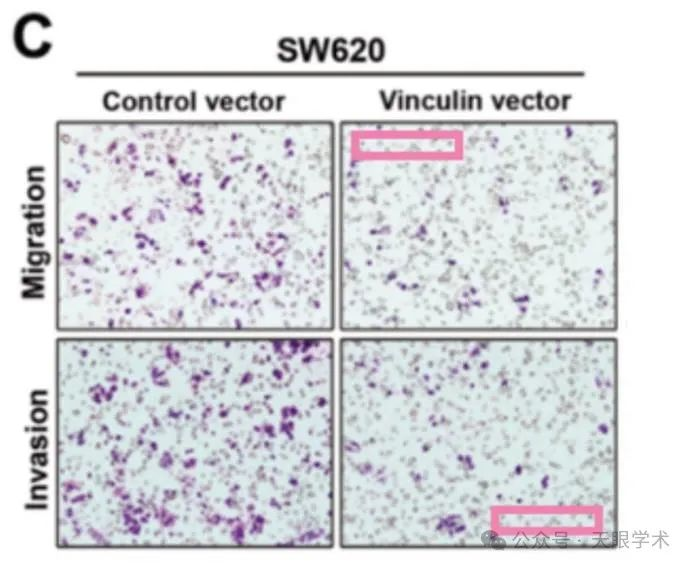 C
SW620
Control vector
Vinculin vector
Migration
Invasion
公众号 · 天眼学术